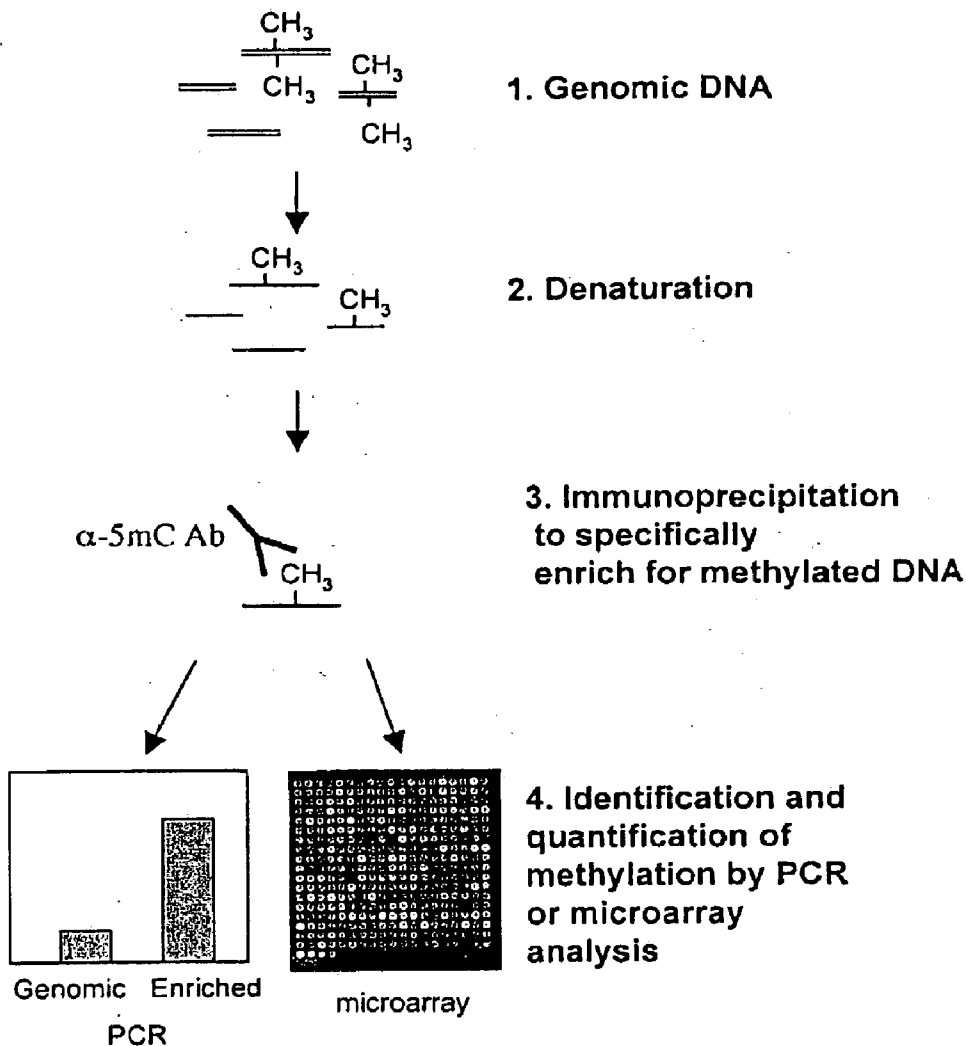 CH₃
CH₃
CH₃
CH₃
1. Genomic DNA
CH₃
CH₃
2. Denaturation
α-5mC Ab
CH₃
3. Immunoprecipitation
to specifically
enrich for methylated DNA
4. Identification and
quantification of
methylation by PCR
or microarray
analysis
Genomic Enriched
PCR
microarray